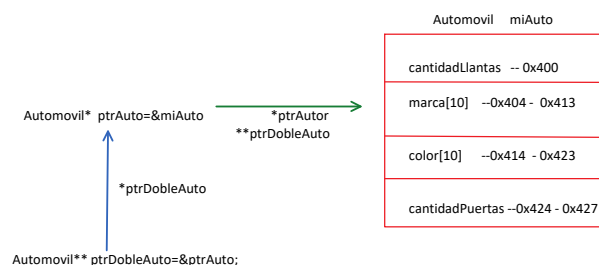 Automovil miAuto
cantidadLlantas -- 0x400
Automovil* ptrAuto=&miAuto
*ptrAutor
**ptrDobleAuto
marca[10] --0x404 - 0x413
color[10] --0x414 - 0x423
*ptrDobleAuto
cantidadPuertas --0x424 - 0x427
Automovil** ptrDobleAuto=&ptrAuto;